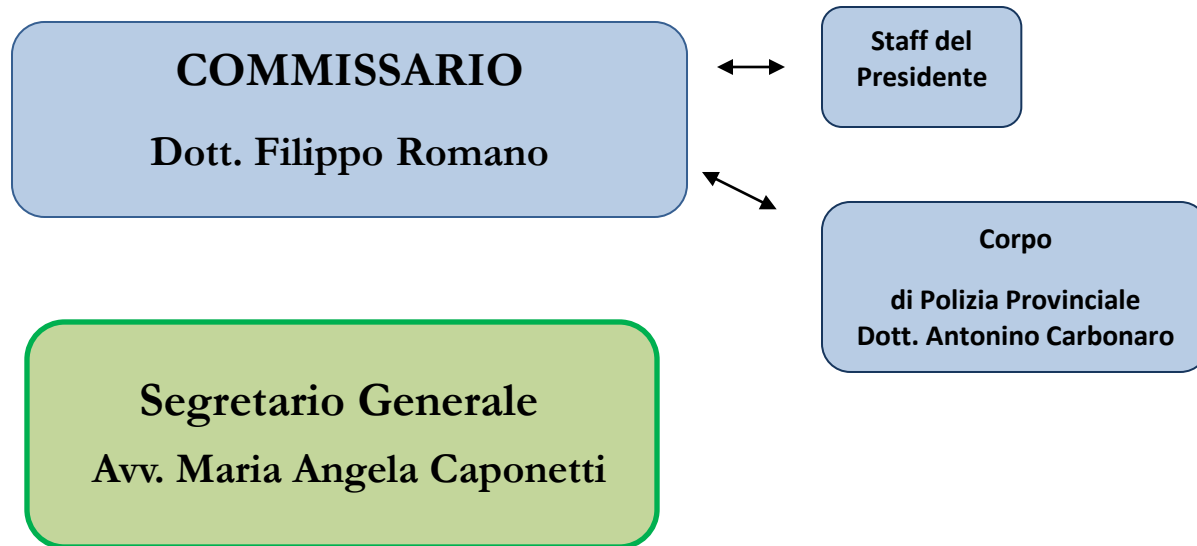 COMMISSARIO
Dott. Filippo Romano
Staff del
Presidente
Corpo
di Polizia Provinciale
Dott. Antonino Carbonaro
Segretario Generale
Avv. Maria Angela Caponetti